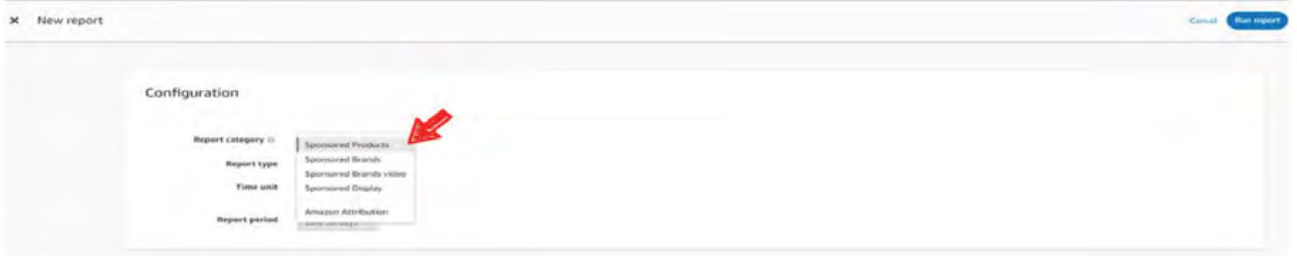 × New report
Cancel Run report
Configuration
Report category
Sponsored Products
Sponsored Brands
Report type
Sponsored Brands video
Time unit
Sponsored Display
Amazon Attribution
Report period